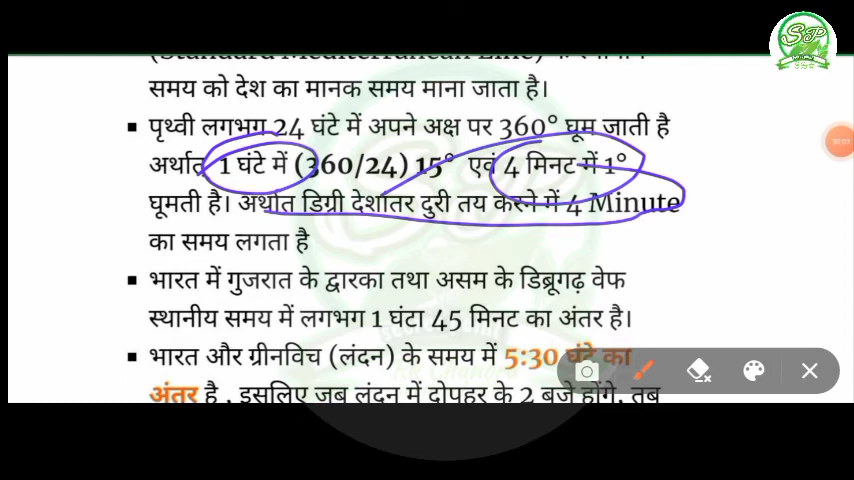 SP
समय को देश का मानक समय माना जाता है।
▪ पृथ्वी लगभग 24 घंटे में अपने अक्ष पर 360° घूम जाती है
अर्थात् 1 घंटे में (360/24) 15° एवं 4 मिनट में 1°
घूमती है। अर्थात डिग्री देशांतर दुरी तय करने में 4 Minute
का समय लगता है
▪ भारत में गुजरात के द्वारका तथा असम के डिब्रूगढ़ वेफ
स्थानीय समय में लगभग 1 घंटा 45 मिनट का अंतर है।
▪ भारत और ग्रीनविच (लंदन) के समय में 5:30 घंटे का
अंतर है , इसलिए जब लंदन में दोपहर के 2 बजे होंगे, तब